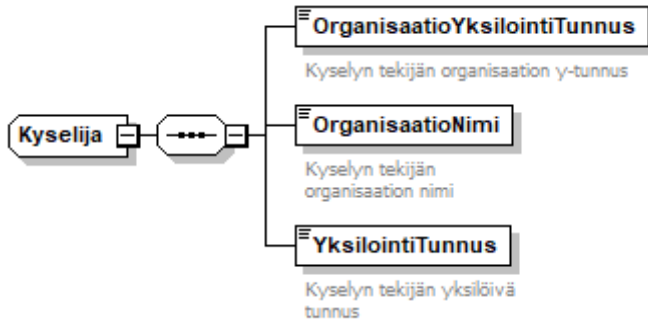 OrganisaatioYksilointiTunnus
Kyselyn tekijän organisaation y-tunnus
Kyselija
OrganisaatioNimi
Kyselyn tekijän
organisaation nimi
YksilointiTunnus
Kyselyn tekijän yksilöivä
tunnus